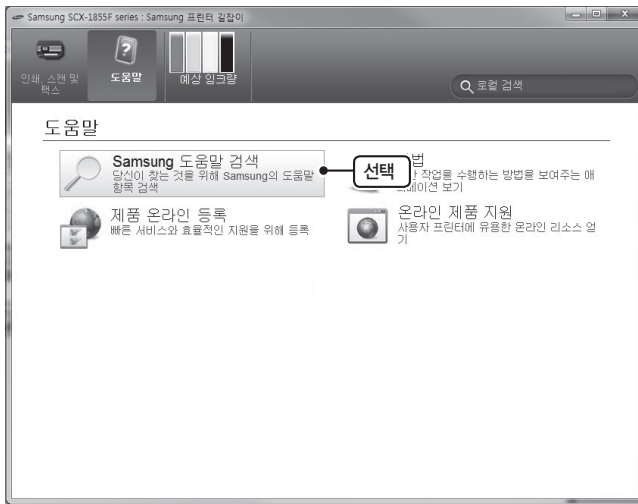 Samsung SCX-1855F series : Samsung 프린터 길잡이
인쇄, 스캔 및
팩스
도움말
예상 잉크량
로컬 검색
도움말
Samsung 도움말 검색
당신이 찾는 것을 위해 Samsung의 도움말
항목 검색
선택
작업을 수행하는 방법을 보여주는 애
보기
제품 온라인 등록
빠른 서비스와 효율적인 지원을 위해 등록
온라인 제품 지원
사용자 프린터에 유용한 온라인 리소스 얻
기